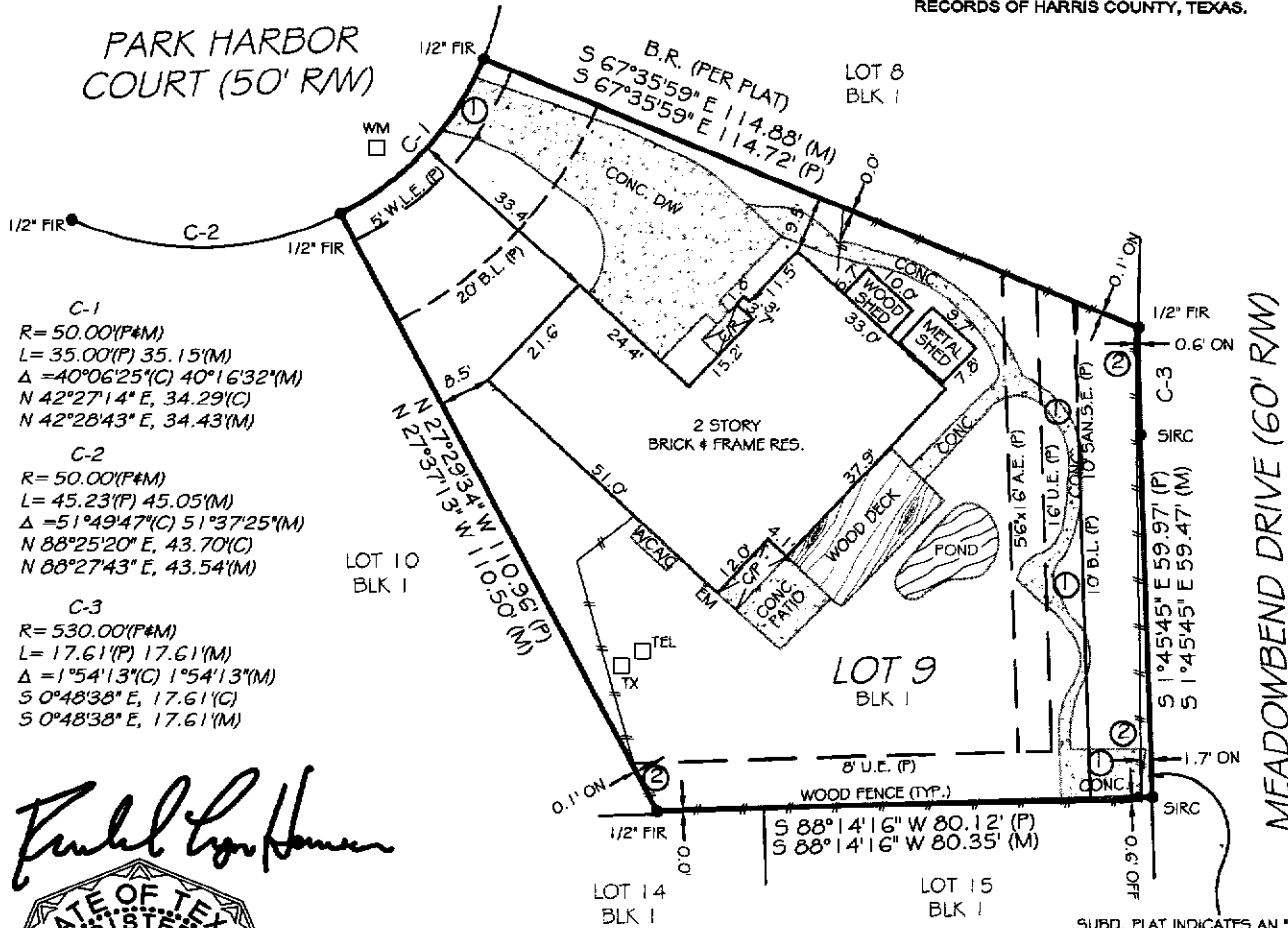 RECORDS OF HARRIS COUNTY, TEXAS.
PARK HARBOR
COURT (50' R/W)
1/2" FIR
B.R. (PER PLAT)
S 67°35'59" E 114.88' (M)
S 67°35'59" E 114.72' (P)
LOT 8
BLK 1
WM
C-1
1
5' W.L.E. (P)
33.4'
CONC. D/W
9.5'
0.0'
1/2" FIR
C-2
1/2" FIR
20' B.L. (P)
CONC.
0.1' ON
1/2" FIR
0.6' ON
2
C-3
SIRC
11.5'
C/P
15.2'
10.0'
WOOD
SHED
9.7'
METAL
SHED
7.8'
33.0'
21.6'
24.4'
8.5'
2 STORY
BRICK & FRAME RES.
CONC.
37.9'
51.0'
1
CONC.
10' SAN.S.E. (P)
16' U.E. (P)
5'6"x16' A.E. (P)
10' B.L. (P)
1
S 1°45'45" E 59.97' (P)
S 1°45'45" E 59.47' (M)
MEADOWBEND DRIVE (60' R/W)
C-1
R= 50.00'(P&M)
L= 35.00'(P) 35.15'(M)
Δ =40°06'25"(C) 40°16'32"(M)
N 42°27'14" E, 34.29'(C)
N 42°28'43" E, 34.43'(M)
C-2
R= 50.00'(P&M)
L= 45.23'(P) 45.05'(M)
Δ =51°49'47"(C) 51°37'25"(M)
N 88°25'20" E, 43.70'(C)
N 88°27'43" E, 43.54'(M)
C-3
R= 530.00'(P&M)
L= 17.61'(P) 17.61'(M)
Δ =1°54'13"(C) 1°54'13"(M)
S 0°48'38" E, 17.61'(C)
S 0°48'38" E, 17.61'(M)
N 27°29'34" W 110.96' (P)
N 27°37'13" W 110.50' (M)
LOT 10
BLK 1
W/CAC
EM
12.0'
C/P
CONC.
PATIO
WOOD DECK
POND
TEL
TX
LOT 9
BLK 1
2
1
1.7' ON
8' U.E. (P)
0.1' ON
2
WOOD FENCE (TYP.)
CONC.
SIRC
1/2" FIR
0.0'
S 88°14'16" W 80.12' (P)
S 88°14'16" W 80.35' (M)
0.6' OFF
LOT 14
BLK 1
LOT 15
BLK 1
SUBD. PLAT INDICATES AN